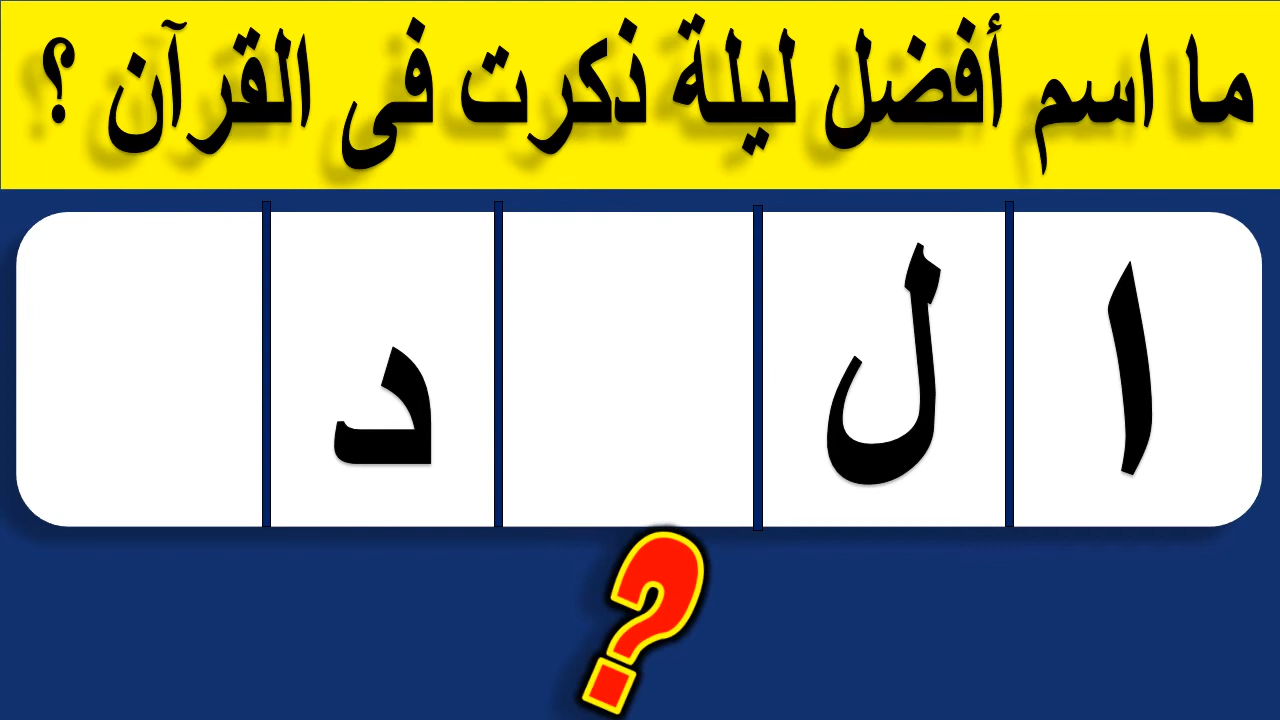 ما اسم أفضل ليلة ذكرت فى القرآن ؟
ا ل د
?